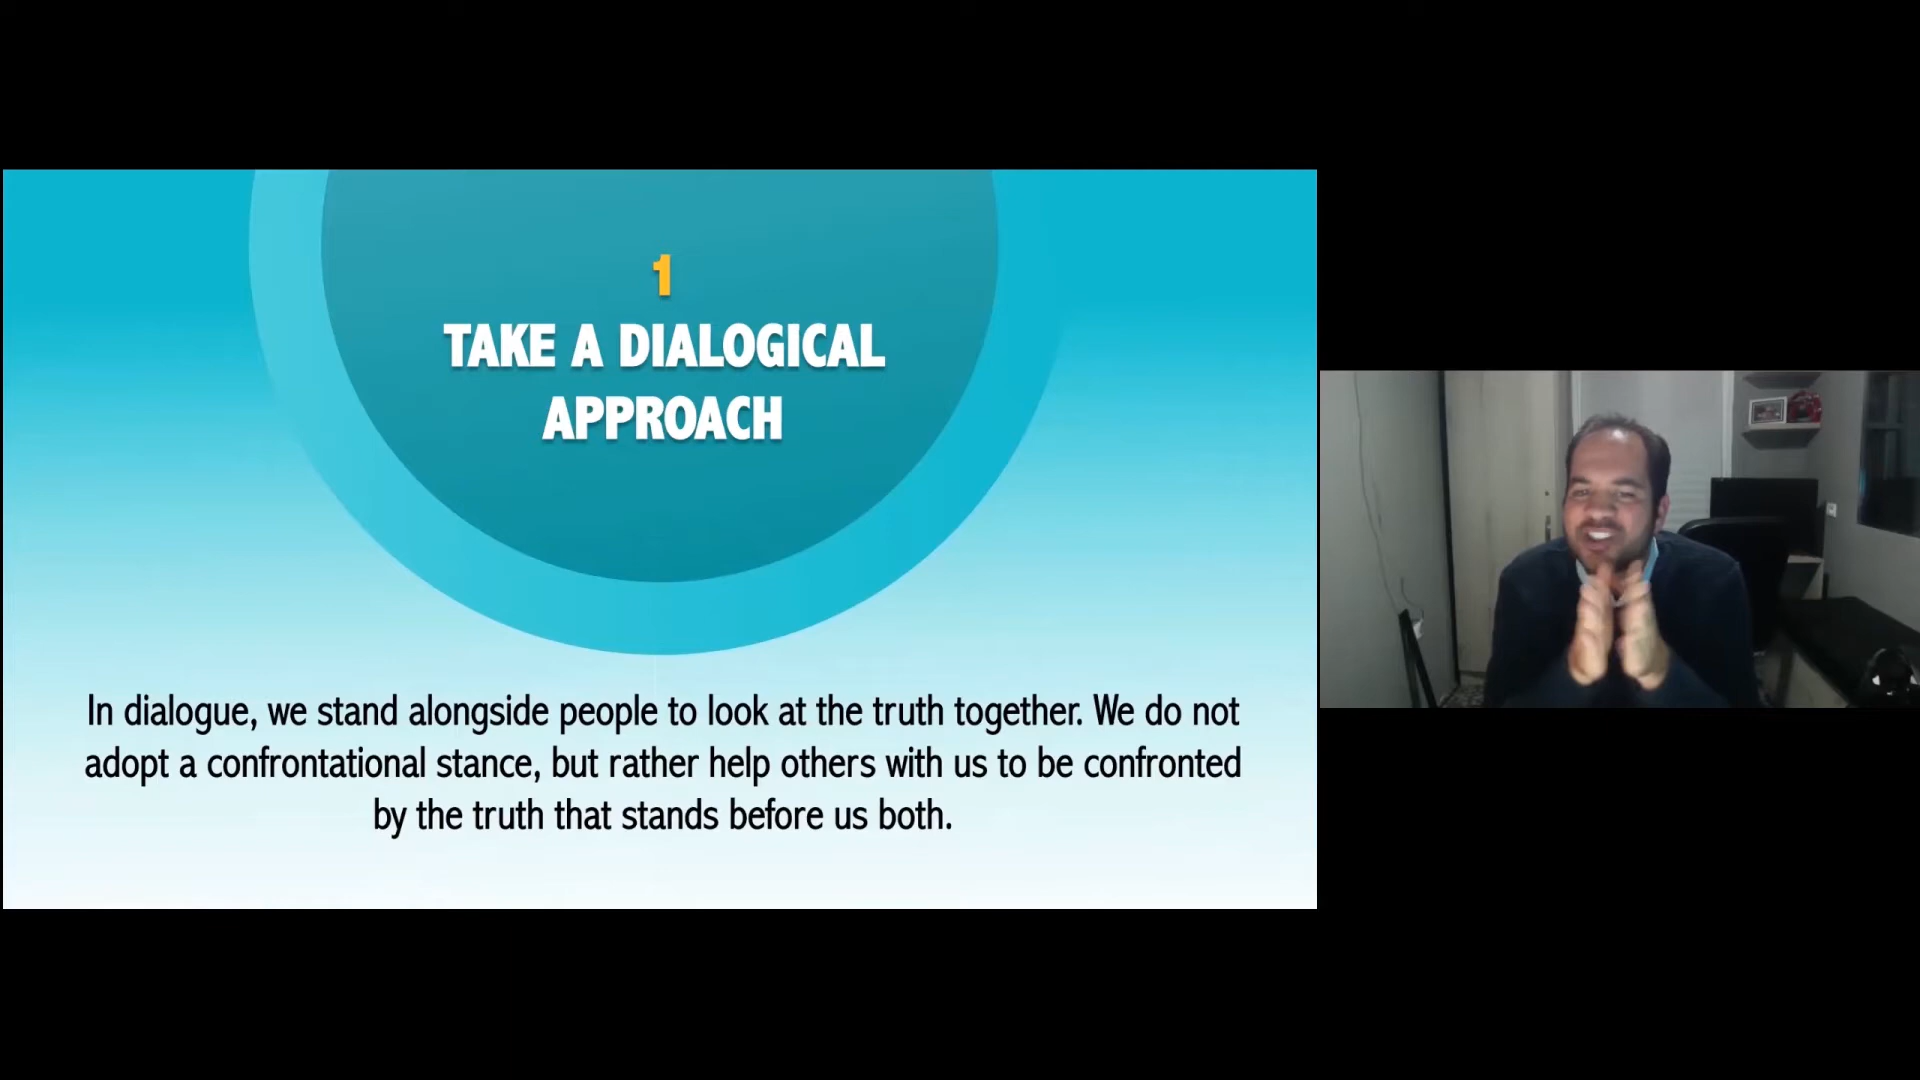 1
TAKE A DIALOGICAL
APPROACH
In dialogue, we stand alongside people to look at the truth together. We do not
adopt a confrontational stance, but rather help others with us to be confronted
by the truth that stands before us both.